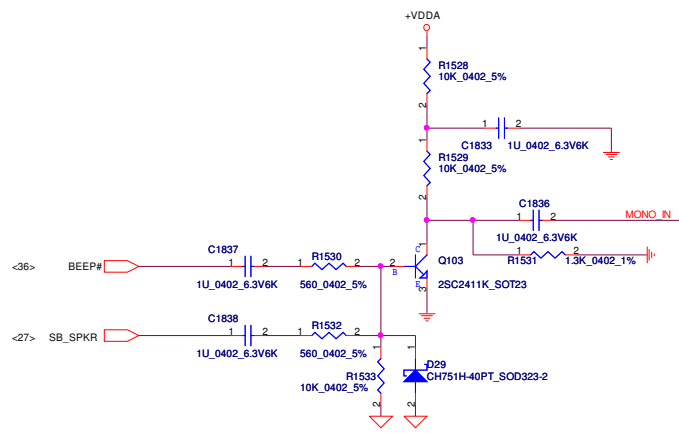 +VDDA
1
R1528
10K_0402_5%
2
1 2
C1833 1U_0402_6.3V6K
1
R1529
10K_0402_5%
2
C1836
1 2
MONO_IN
1U_0402_6.3V6K
R1531 1.3K_0402_1%
1 2
C1837
R1530
<36> BEEP#
1 2
1 2
2
B
C
1
E
3
Q103
2SC2411K_SOT23
1U_0402_6.3V6K
560_0402_5%
C1838
R1532
<27> SB_SPKR
1 2
1 2
1U_0402_6.3V6K
560_0402_5%
1
1
D29
R1533
CH751H-40PT_SOD323-2
10K_0402_5%
2
2